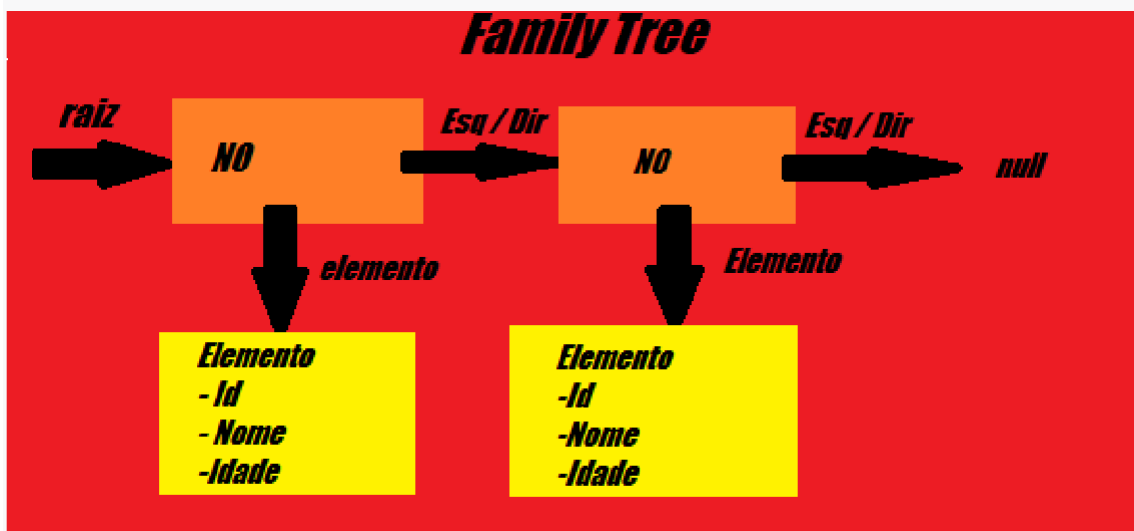 Family Tree
raiz
NO
Esq / Dir
NO
Esq / Dir
null
elemento
Elemento
Elemento
- Id
- Nome
-Idade
Elemento
-Id
-Nome
-Idade